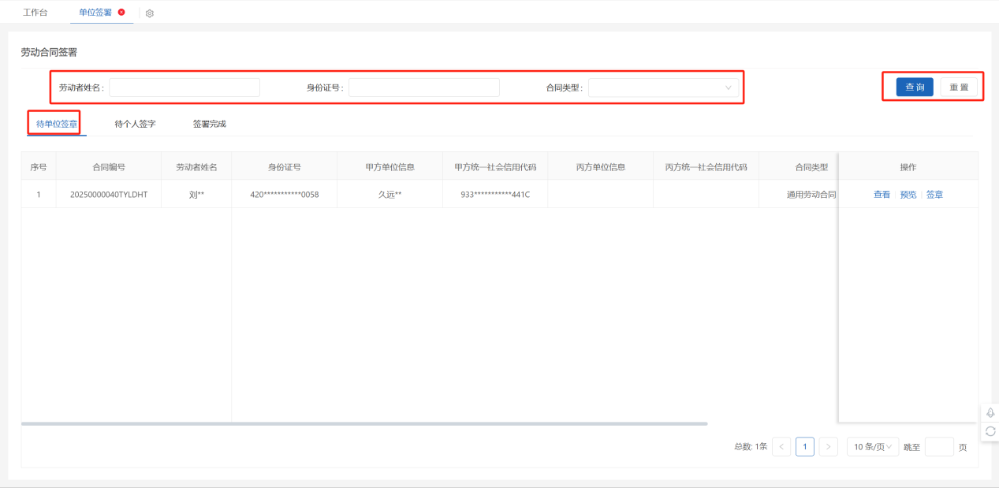 工作台 单位签署
劳动合同签署
劳动者姓名: 身份证号: 合同类型: 查 询 重 置
待单位签章 待个人签字 签署完成
序号 合同编号 劳动者姓名 身份证号 甲方单位信息 甲方统一社会信用代码 丙方单位信息 丙方统一社会信用代码 合同类型 操作
1 20250000040TYLDHT 刘** 420***********0058 久远** 933***********441C 通用劳动合同 查看 预览 签章
总数: 1条 < 1 > 10 条/页 跳至 页